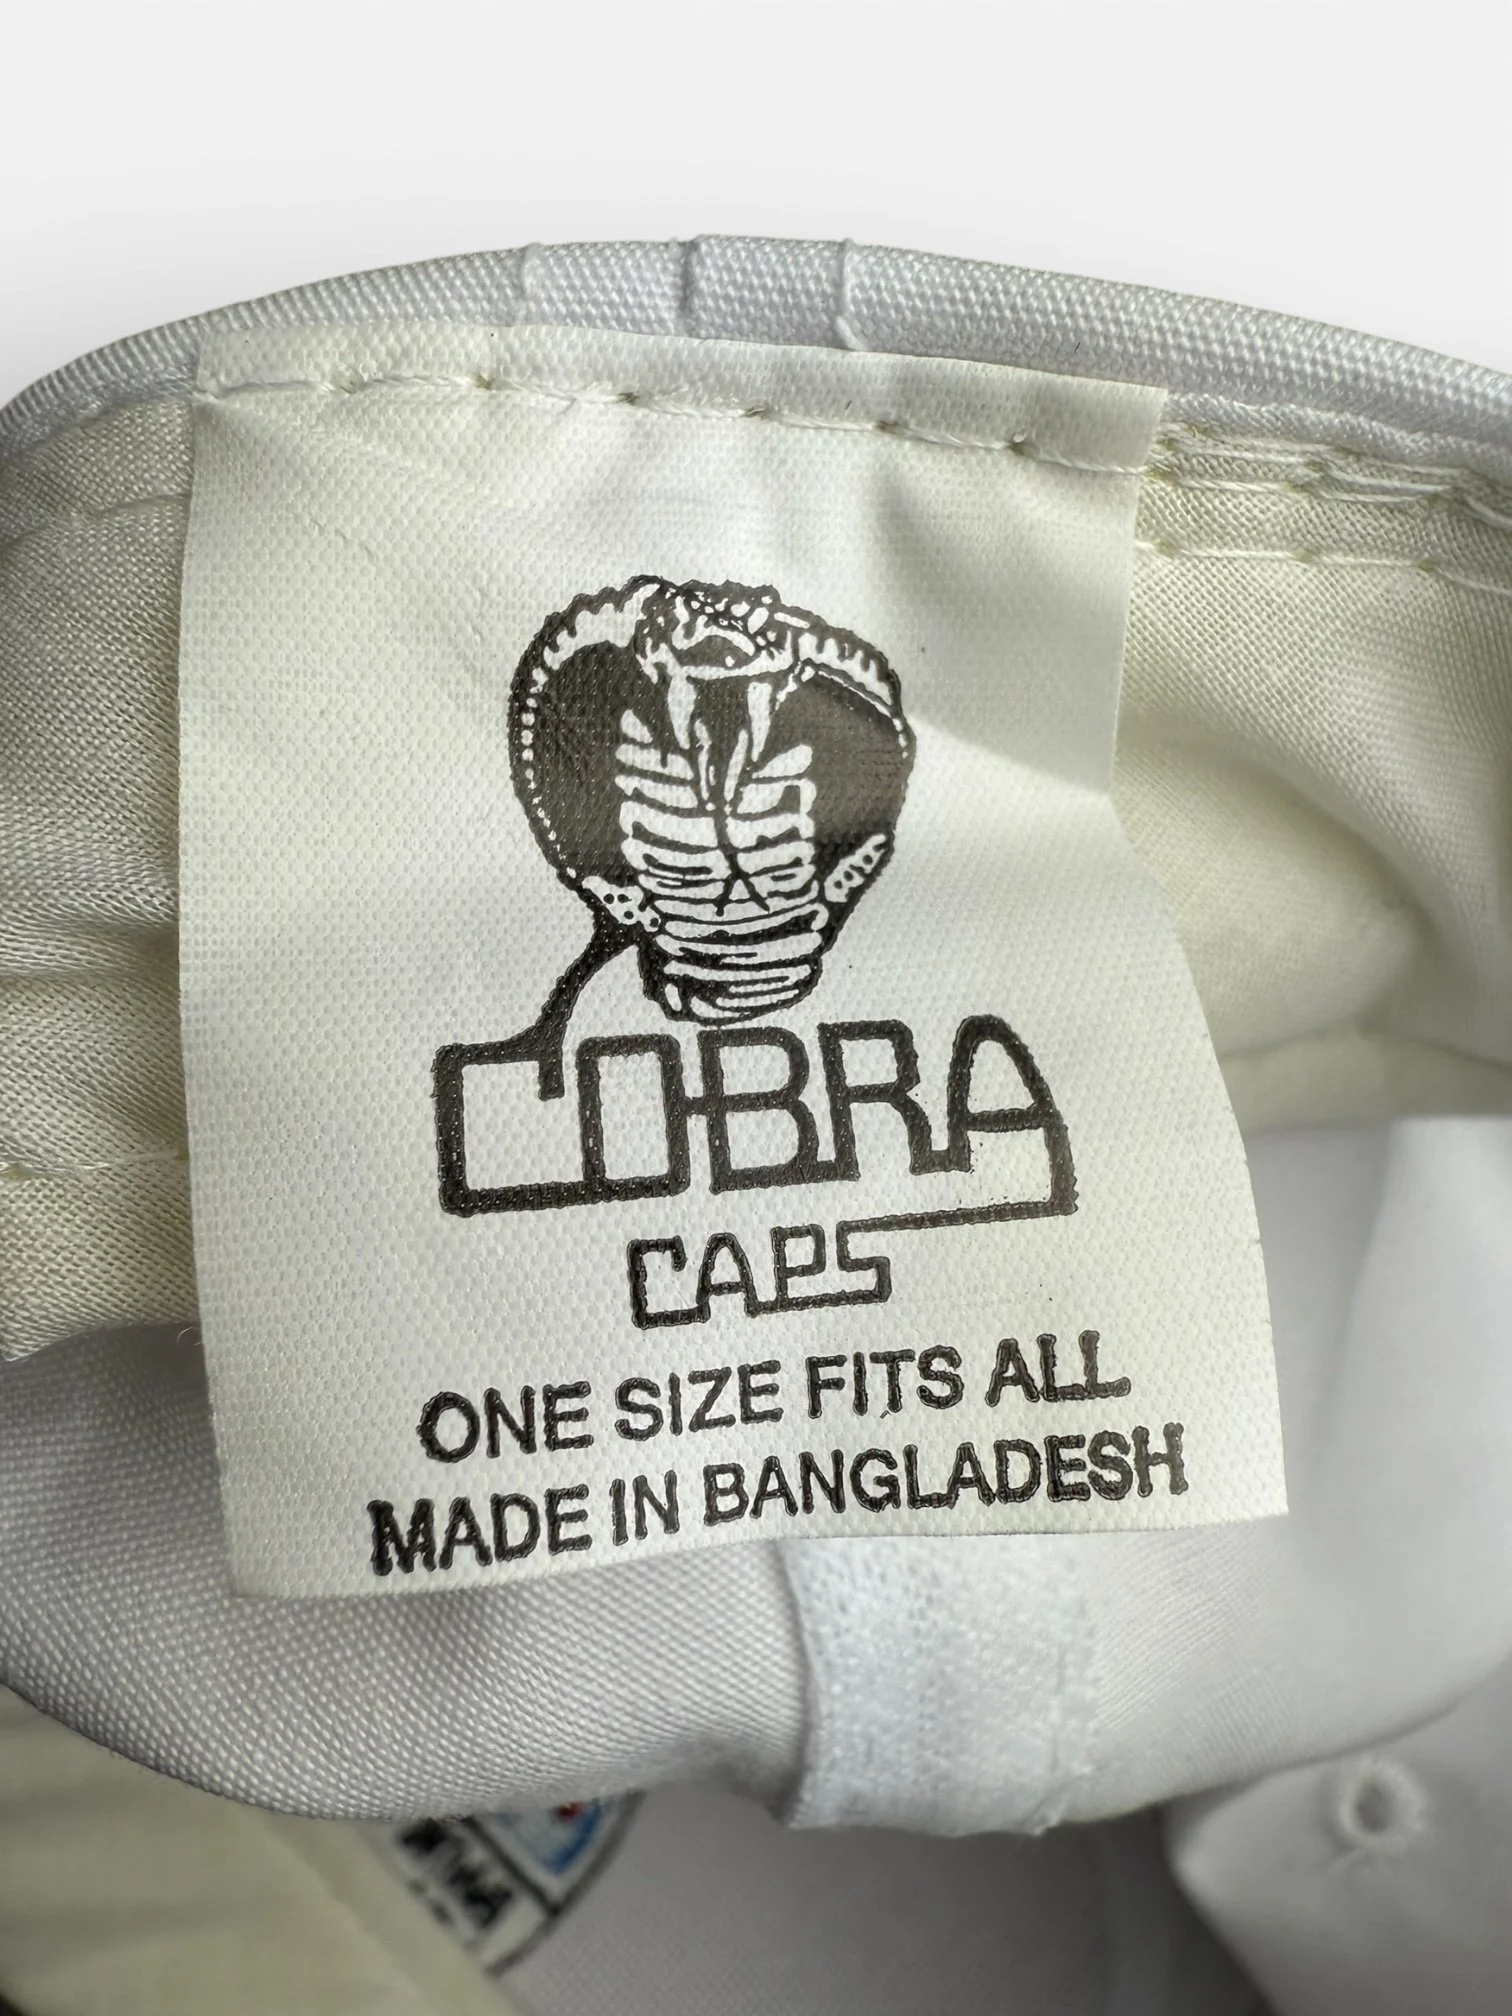 COBRA
CAPS
ONE SIZE FITS ALL
MADE IN BANGLADESH